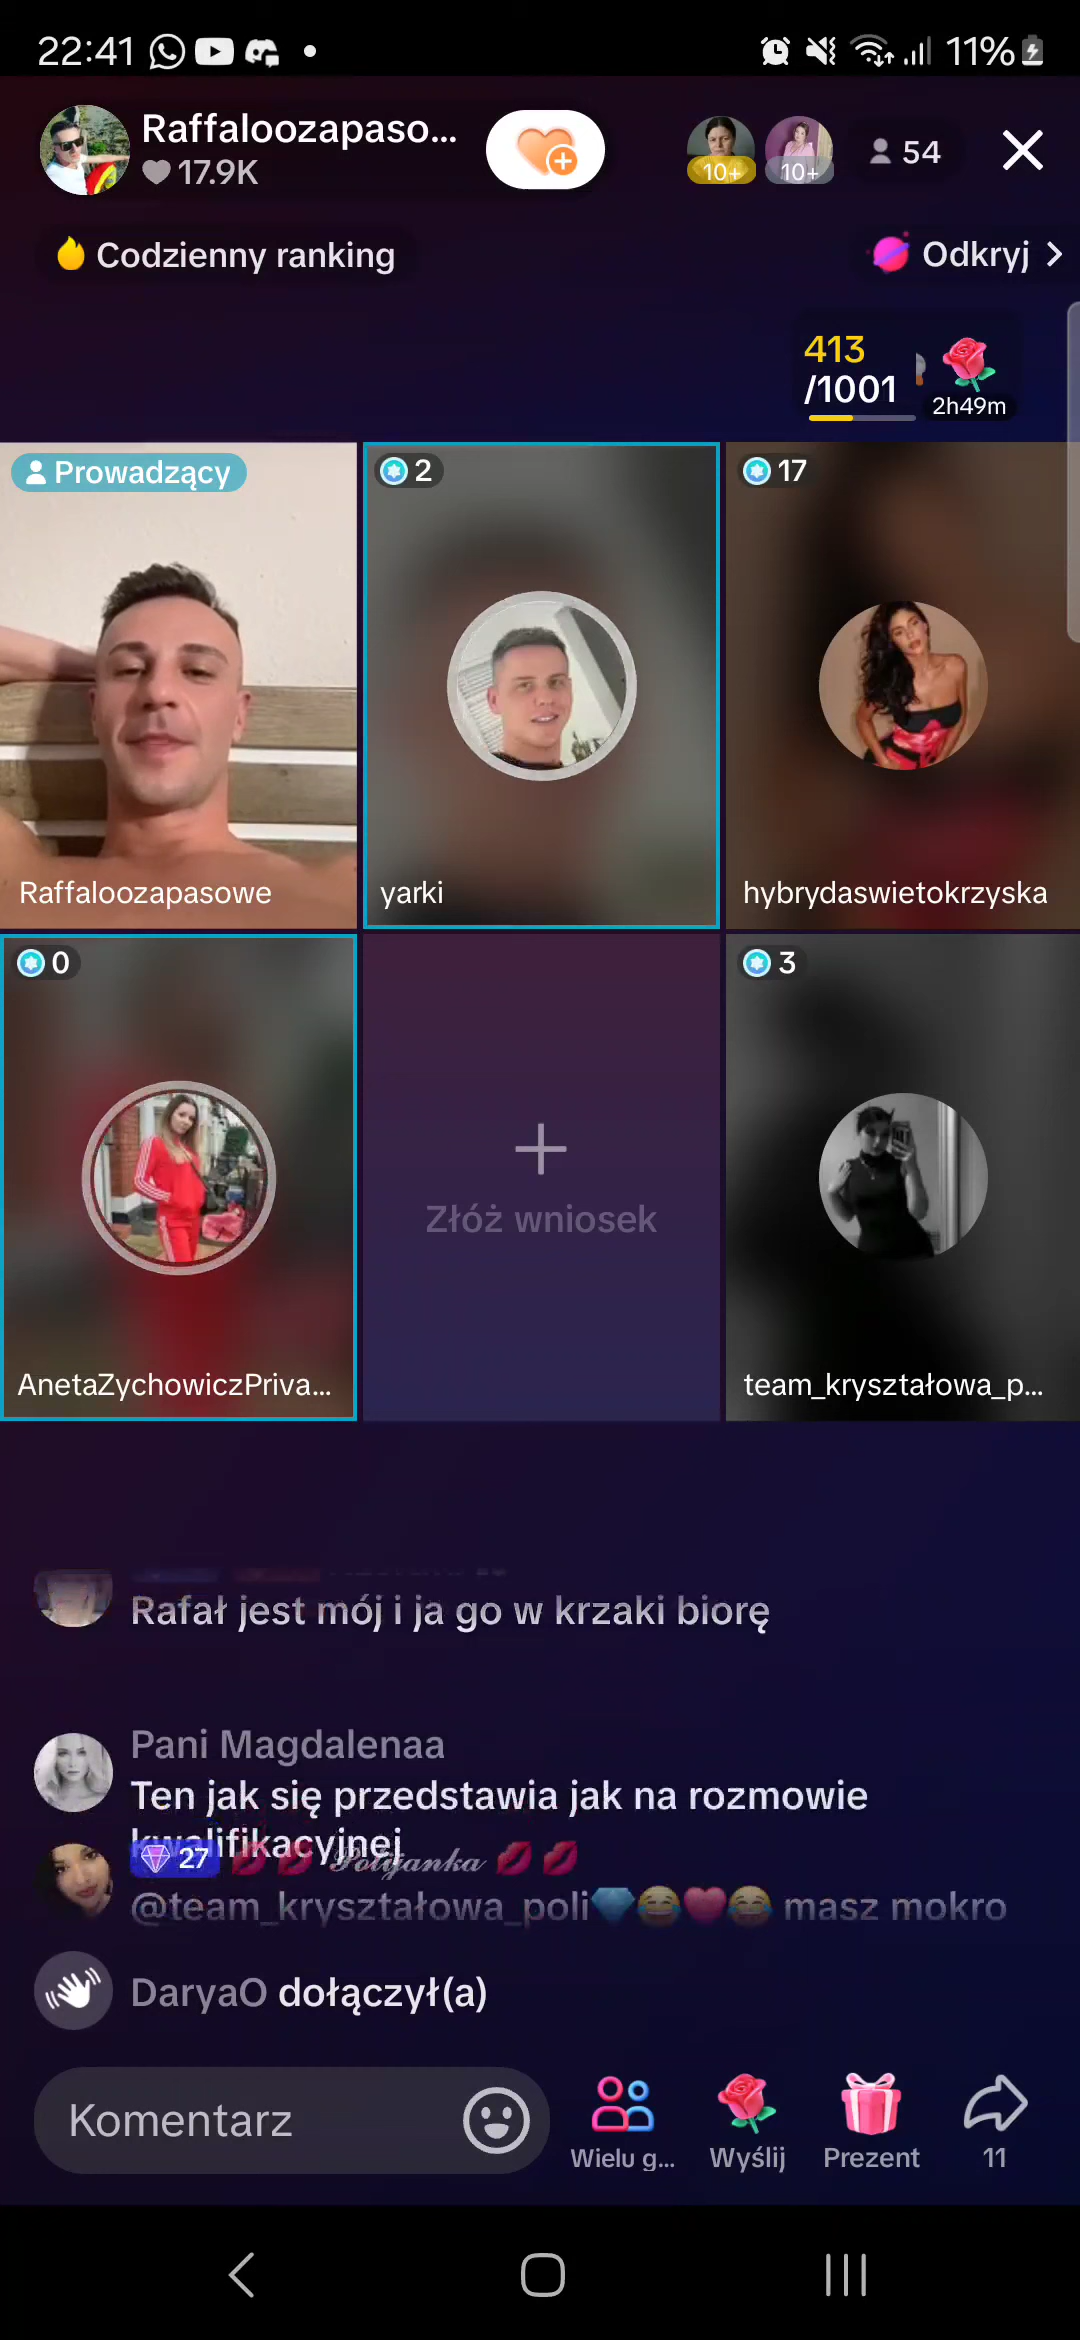 22:41
11%
Raffaloozapaso...
17.9K
10+
10+
54
Codzienny ranking
Odkryj
413
/1001
2h49m
Prowadzący
2
17
Raffaloozapasowe
yarki
hybrydaswietokrzyska
0
3
Złóż wniosek
AnetaZychowiczPriva...
team_kryształowa_p...
Rafał jest mój i ja go w krzaki biorę
Pani Magdalenaa
Ten jak się przedstawia jak na rozmowie
kwalifikacyjnej
27 💋💋 𝒫𝑜𝓁𝓎𝒿𝒶𝓃𝓀𝒶 💋💋
@team_kryształowa_poli💎😂❤️😂 masz mokro
DaryaO dołączył(a)
Komentarz
Wielu g...
Wyślij
Prezent
11